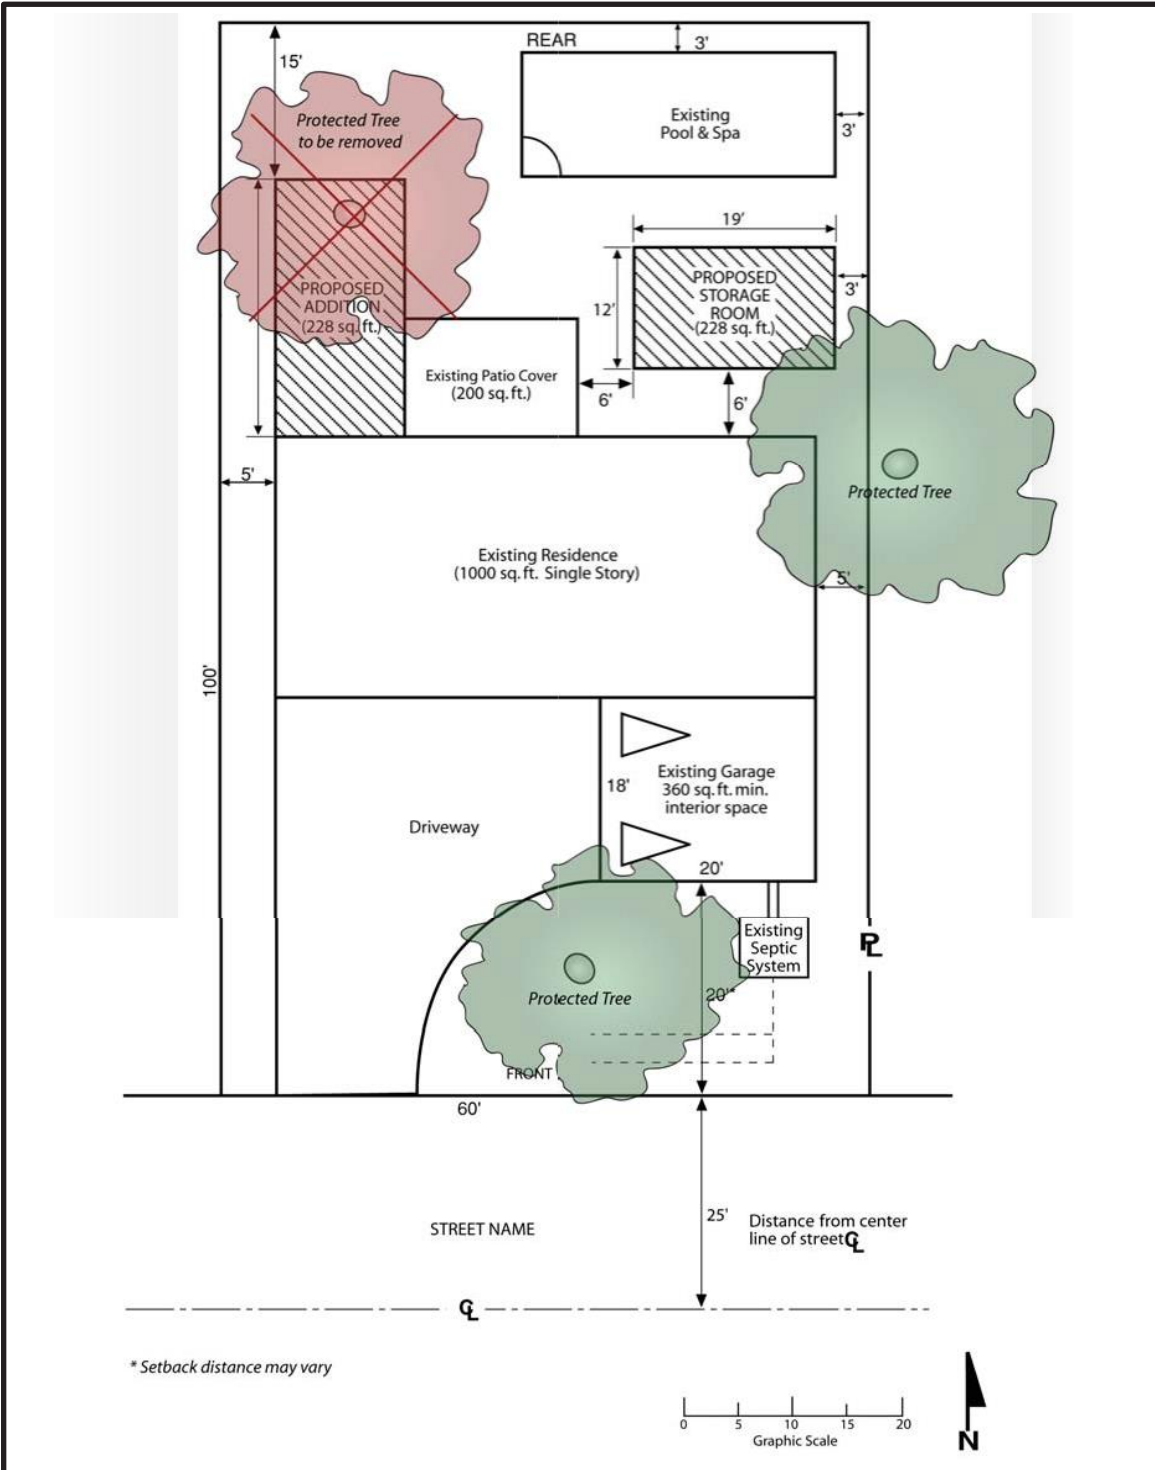 REAR
3'
15'
Protected Tree
to be removed
Existing
Pool & Spa
3'
19'
PROPOSED
ADDITION
(228 sq. ft.)
12'
PROPOSED
STORAGE
ROOM
(228 sq. ft.)
3'
Existing Patio Cover
(200 sq. ft.)
6'
6'
5'
Protected Tree
Existing Residence
(1000 sq. ft. Single Story)
5'
100'
18'
Existing Garage
360 sq. ft. min.
interior space
Driveway
20'
Existing
Septic
System
PL
Protected Tree
20'*
FRONT
60'
25'
STREET NAME
Distance from center
line of street CL
CL
* Setback distance may vary
0 5 10 15 20
Graphic Scale
N